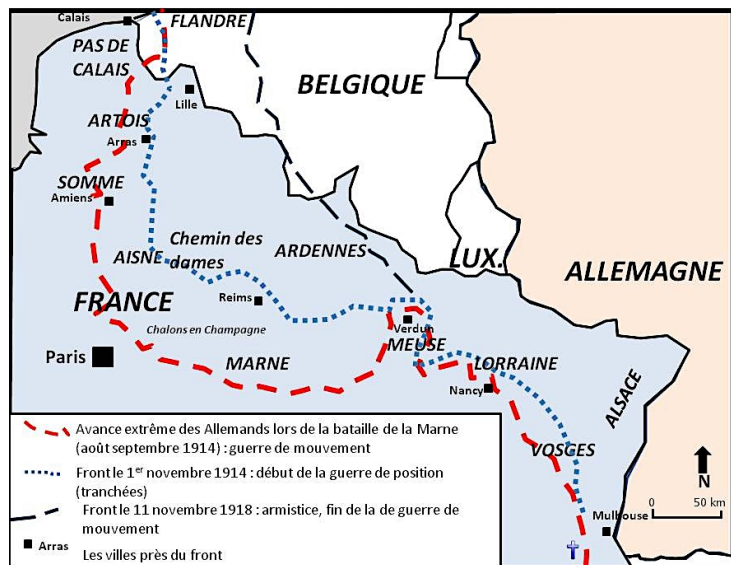 Calais
FLANDRE
PAS DE
CALAIS
BELGIQUE
Lille
ARTOIS
Arras
SOMME
Amiens
Chemin des
dames
ARDENNES
AISNE
LUX.
ALLEMAGNE
FRANCE
Reims
Chalons en Champagne
Verdun
MEUSE
Paris
MARNE
LORRAINE
Nancy
ALSACE
VOSGES
N
0 50 km
Mulhouse
Avance extrême des Allemands lors de la bataille de la Marne
(août septembre 1914) : guerre de mouvement
Front le 1er novembre 1914 : début de la guerre de position
(tranchées)
Front le 11 novembre 1918 : armistice, fin de la de guerre de
mouvement
Arras
Les villes près du front